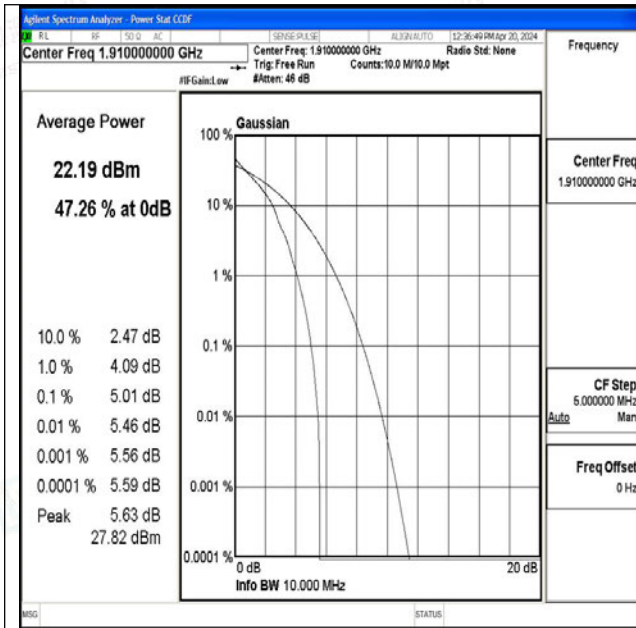 Agilent Spectrum Analyzer - Power Stat CCDF
RL RF 50 Ω AC SENSE:PULSE ALIGNAUTO 12:36:49 PM Apr 20, 2024
Center Freq 1.910000000 GHz
Center Freq: 1.910000000 GHz Radio Std: None
Trig: Free Run Counts:10.0 M/10.0 Mpt
#IFGain:Low #Atten: 46 dB
Frequency
Average Power
22.19 dBm
47.26 % at 0dB
10.0 % 2.47 dB
1.0 % 4.09 dB
0.1 % 5.01 dB
0.01 % 5.46 dB
0.001 % 5.56 dB
0.0001 % 5.59 dB
Peak 5.63 dB
27.82 dBm
Gaussian
100 %
10 %
1 %
0.1 %
0.01 %
0.001 %
0.0001 %
0 dB 20 dB
Info BW 10.000 MHz
Center Freq
1.910000000 GHz
CF Step
5.000000 MHz
Auto Man
Freq Offset
0 Hz
MSG STATUS